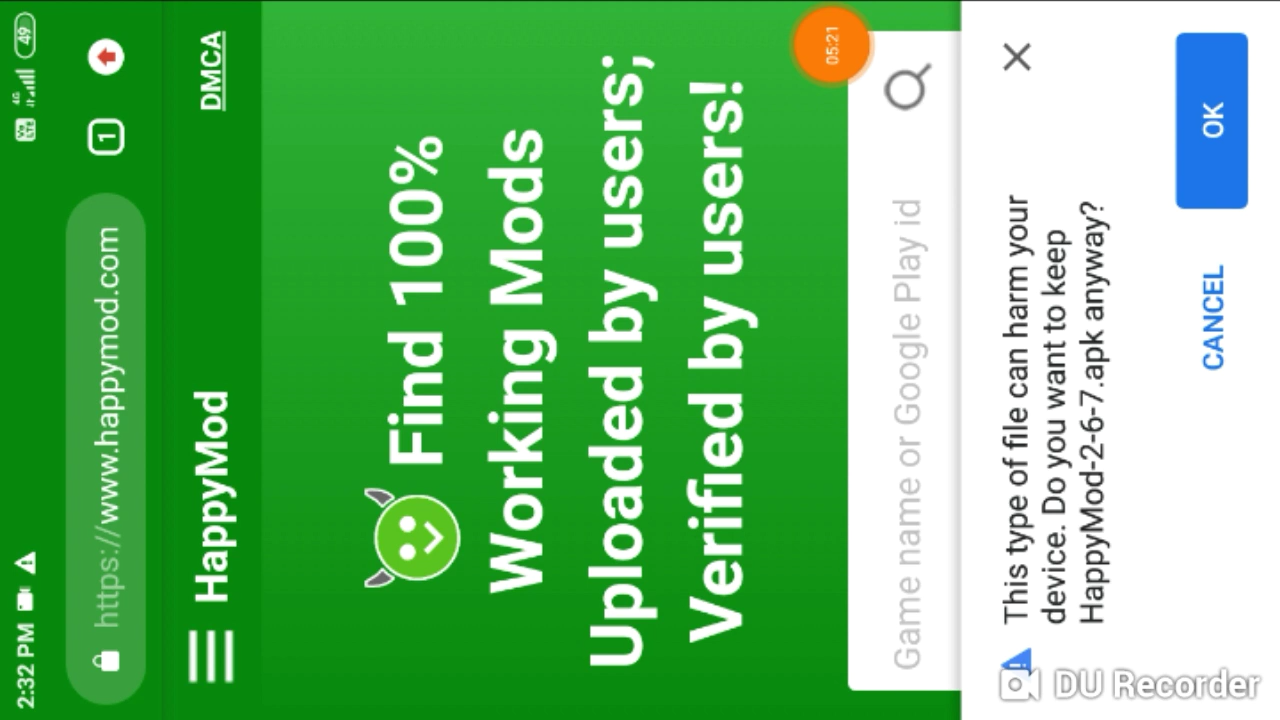 2:32 PM
4G
49
https://www.happymod.com
1
HappyMod
DMCA
Find 100%
Working Mods
Uploaded by users;
Verified by users!
05:21
Game name or Google Play id
This type of file can harm your
device. Do you want to keep
HappyMod-2-6-7.apk anyway?
CANCEL
OK
DU Recorder